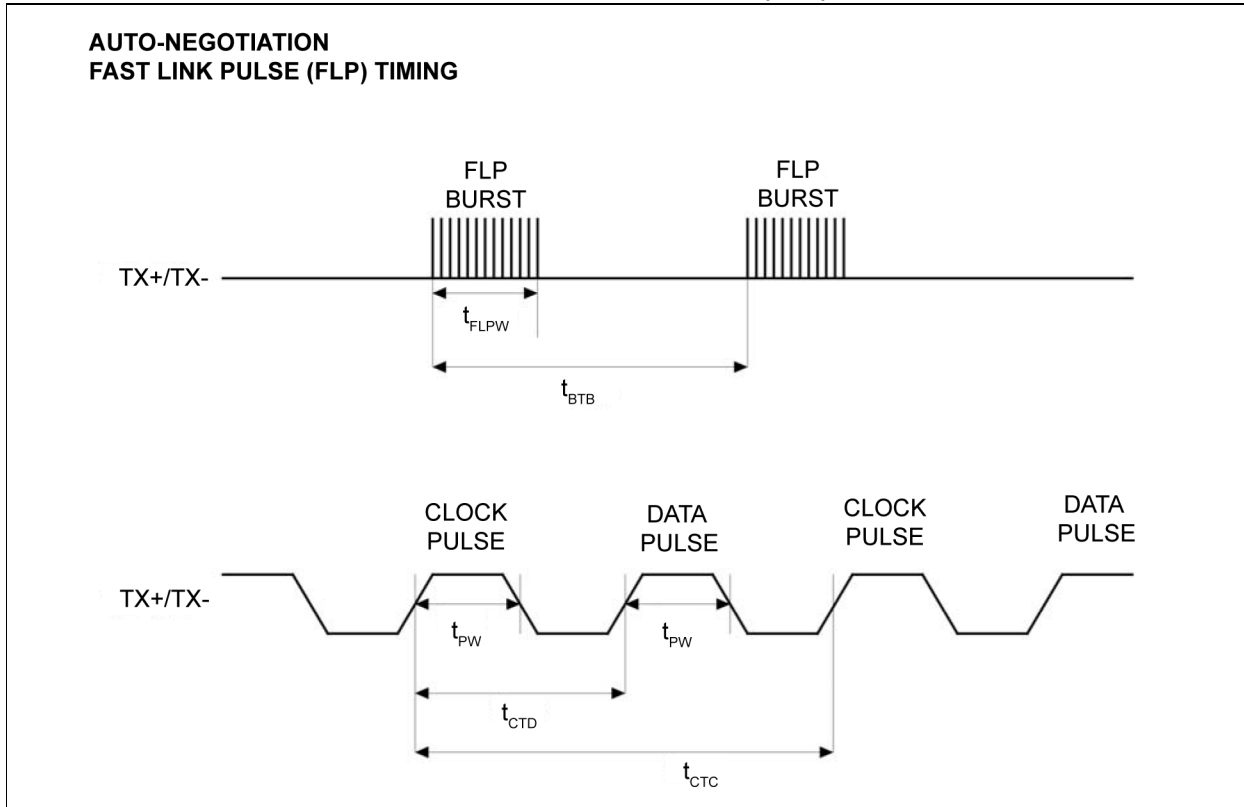 AUTO-NEGOTIATION
FAST LINK PULSE (FLP) TIMING
FLP
BURST
FLP
BURST
TX+/TX-
tFLPW
tBTB
CLOCK
PULSE
DATA
PULSE
CLOCK
PULSE
DATA
PULSE
TX+/TX-
tPW
tPW
tCTD
tCTC